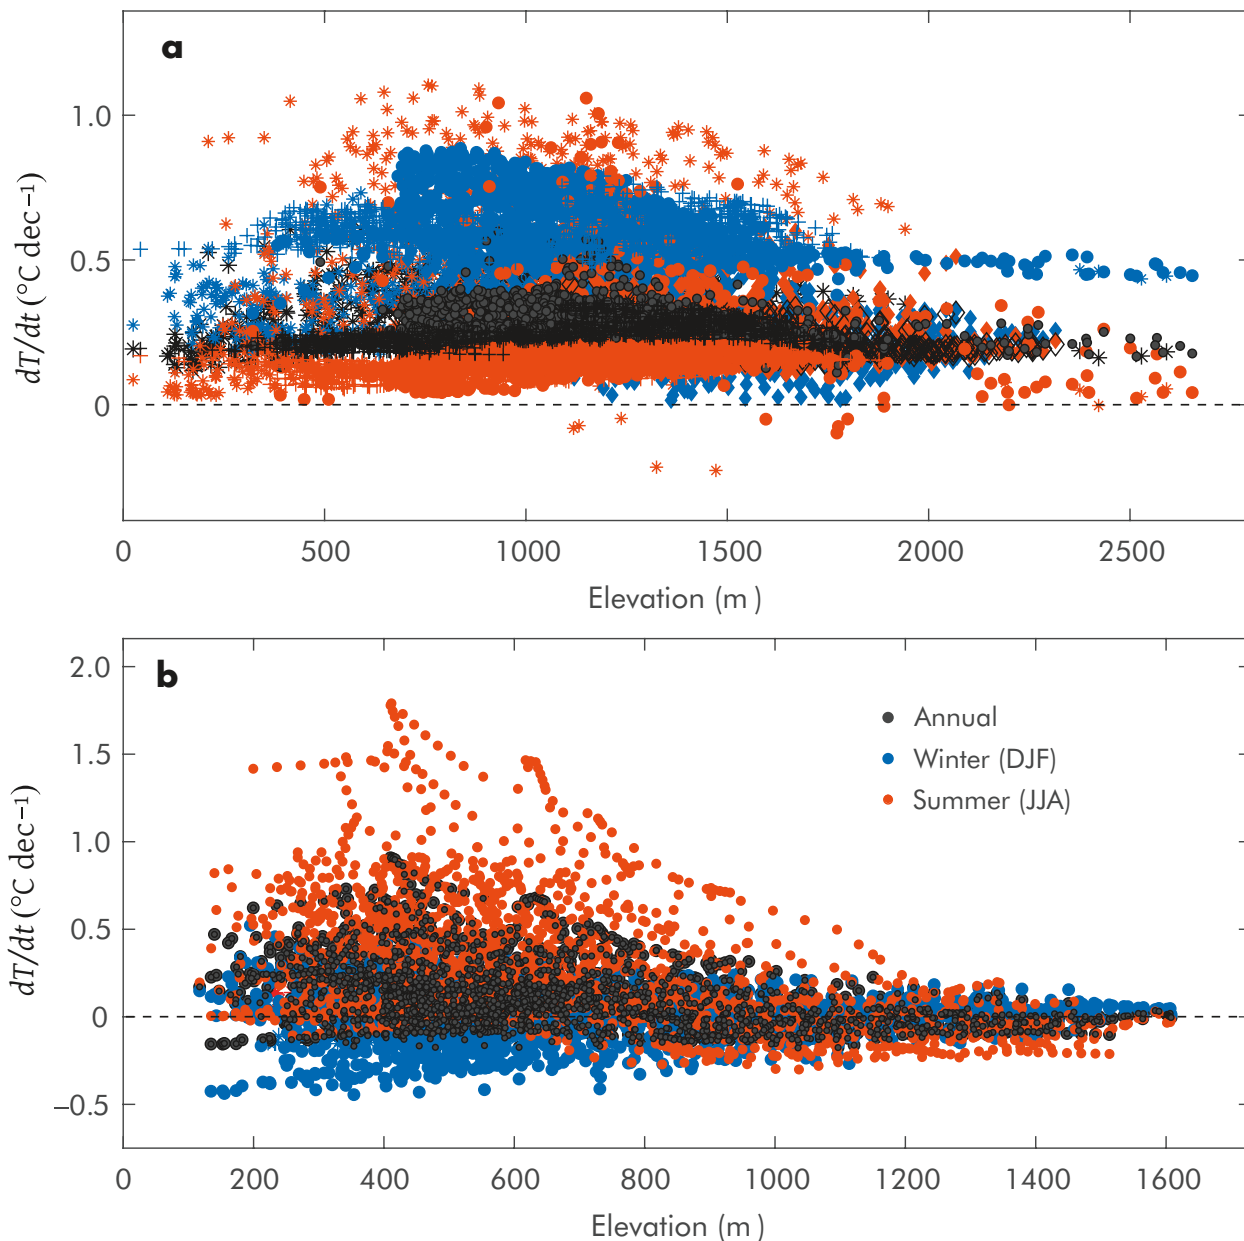 a
1.0
0.5
0
dT/dt (°C dec⁻¹)
0 500 1000 1500 2000 2500
Elevation (m)
b
2.0
1.5
1.0
0.5
0
−0.5
dT/dt (°C dec⁻¹)
Annual
Winter (DJF)
Summer (JJA)
0 200 400 600 800 1000 1200 1400 1600
Elevation (m)